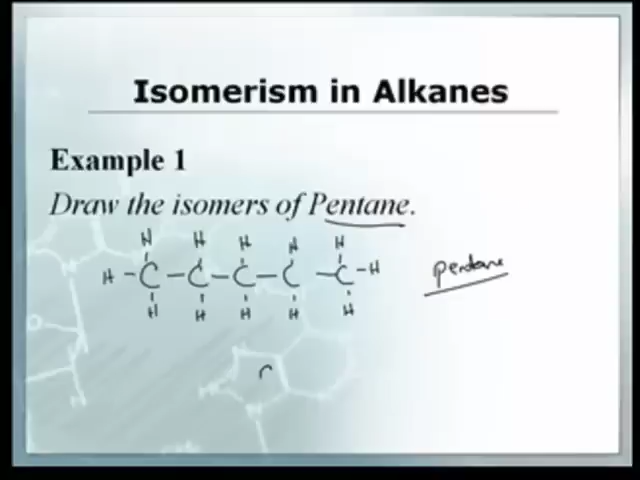 Isomerism in Alkanes
Example 1
Draw the isomers of Pentane.
H H H H H
H - C - C - C - C - C - H
H H H H H
pentane